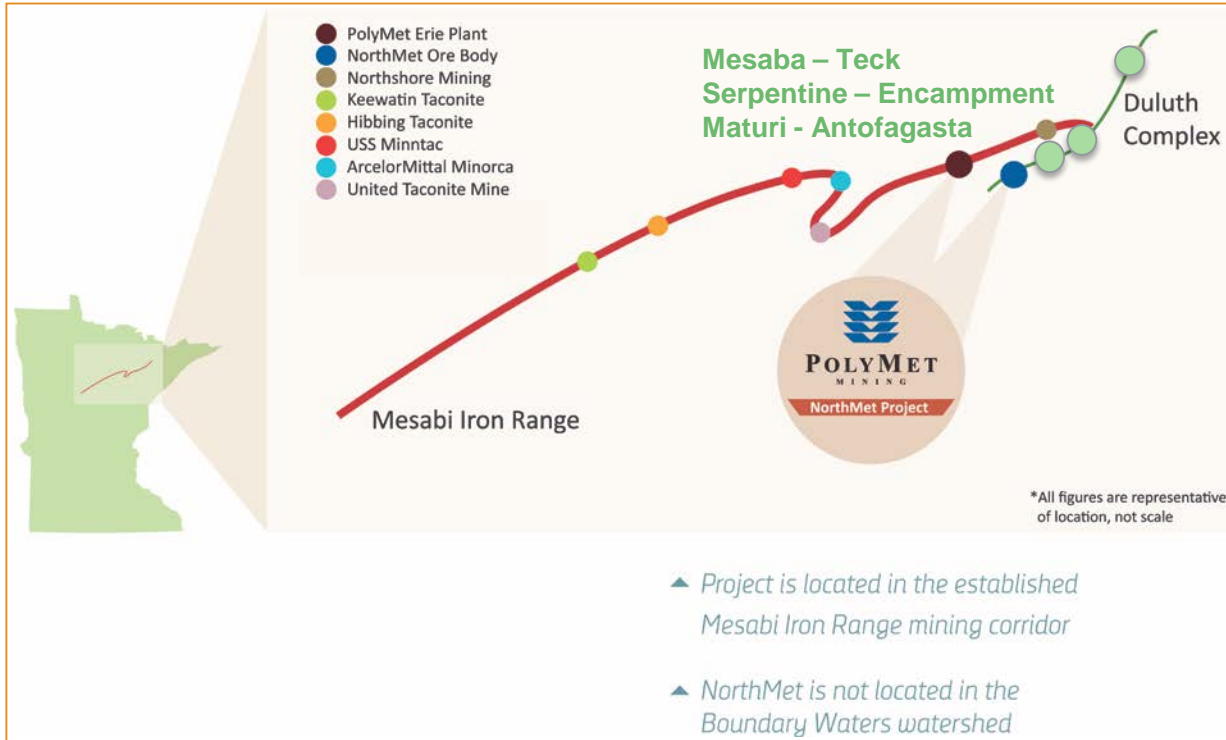 PolyMet Erie Plant
NorthMet Ore Body
Northshore Mining
Keewatin Taconite
Hibbing Taconite
USS Minntac
ArcelorMittal Minorca
United Taconite Mine
Mesaba – Teck
Serpentine – Encampment
Maturi - Antofagasta
Duluth
Complex
Mesabi Iron Range
POLYMET
MINING
NorthMet Project
*All figures are representative
of location, not scale
Project is located in the established
Mesabi Iron Range mining corridor
NorthMet is not located in the
Boundary Waters watershed